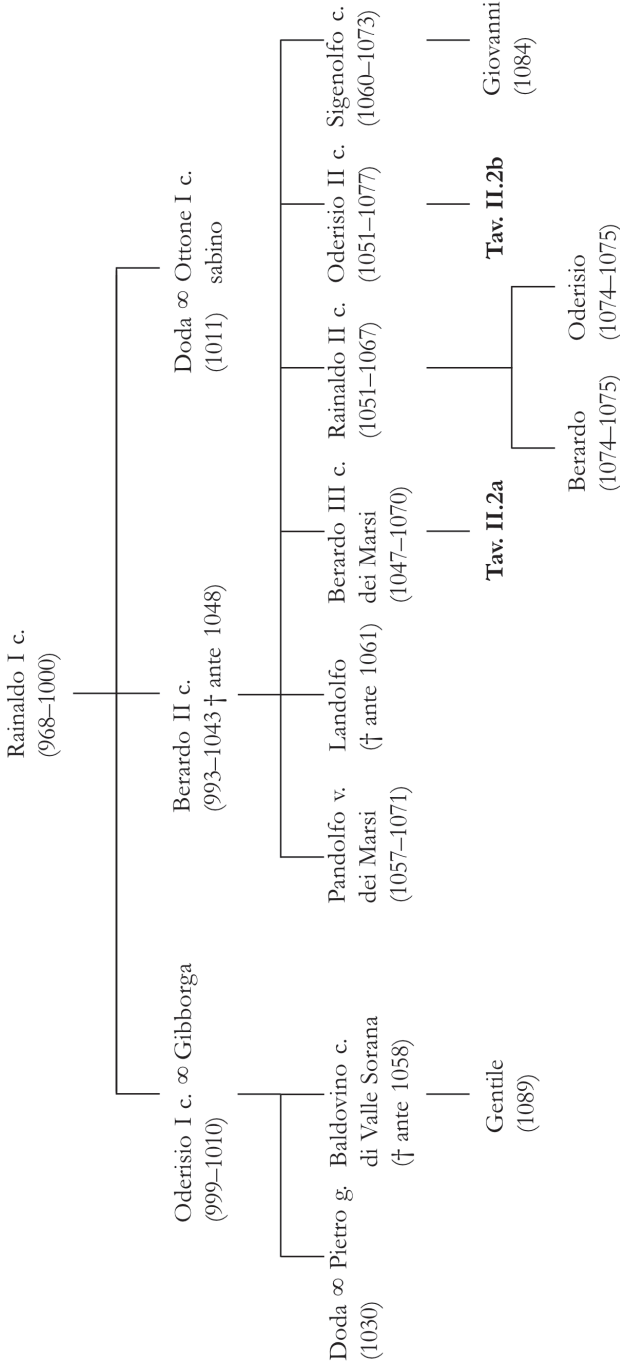 Rainaldo I c.
(968–1000)
Oderisio I c. ∞ Gibborga
(999–1010)
Berardo II c.
(993–1043 † ante 1048)
Doda ∞ Ottone I c.
(1011) sabino
Doda ∞ Pietro g.
(1030)
Baldovino c.
di Valle Sorana
(† ante 1058)
Pandolfo v.
dei Marsi
(1057–1071)
Landolfo
(† ante 1061)
Berardo III c.
dei Marsi
(1047–1070)
Rainaldo II c.
(1051–1067)
Oderisio II c.
(1051–1077)
Sigenolfo c.
(1060–1073)
Gentile
(1089)
Tav. II.2a
Tav. II.2b
Giovanni
(1084)
Berardo
(1074–1075)
Oderisio
(1074–1075)